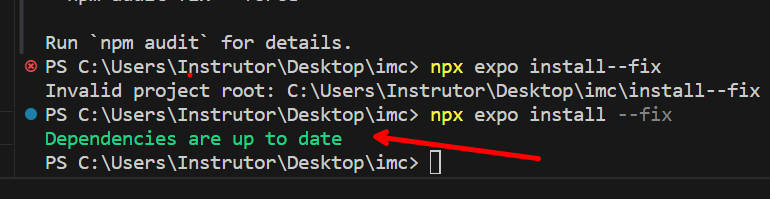 Run `npm audit` for details.
PS C:\Users\Instrutor\Desktop\imc> npx expo install--fix
Invalid project root: C:\Users\Instrutor\Desktop\imc\install--fix
PS C:\Users\Instrutor\Desktop\imc> npx expo install --fix
Dependencies are up to date
PS C:\Users\Instrutor\Desktop\imc>